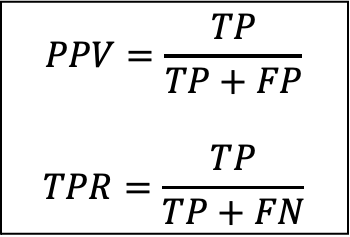 PPV = TP / (TP + FP)
TPR = TP / (TP + FN)